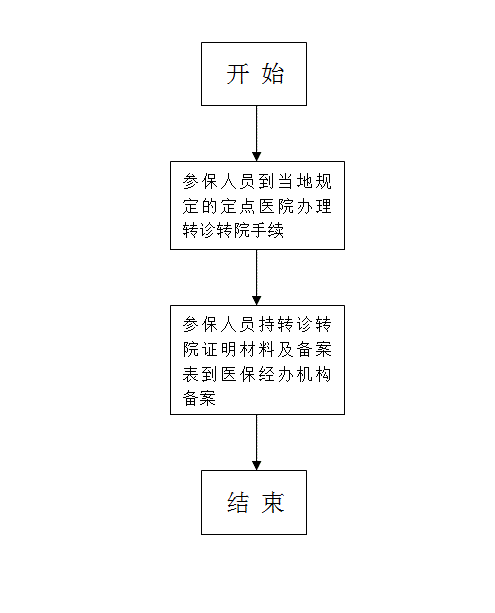 开 始
参保人员到当地规
定的定点医院办理
转诊转院手续
参保人员持转诊转
院证明材料及备案
表到医保经办机构
备案
结 束